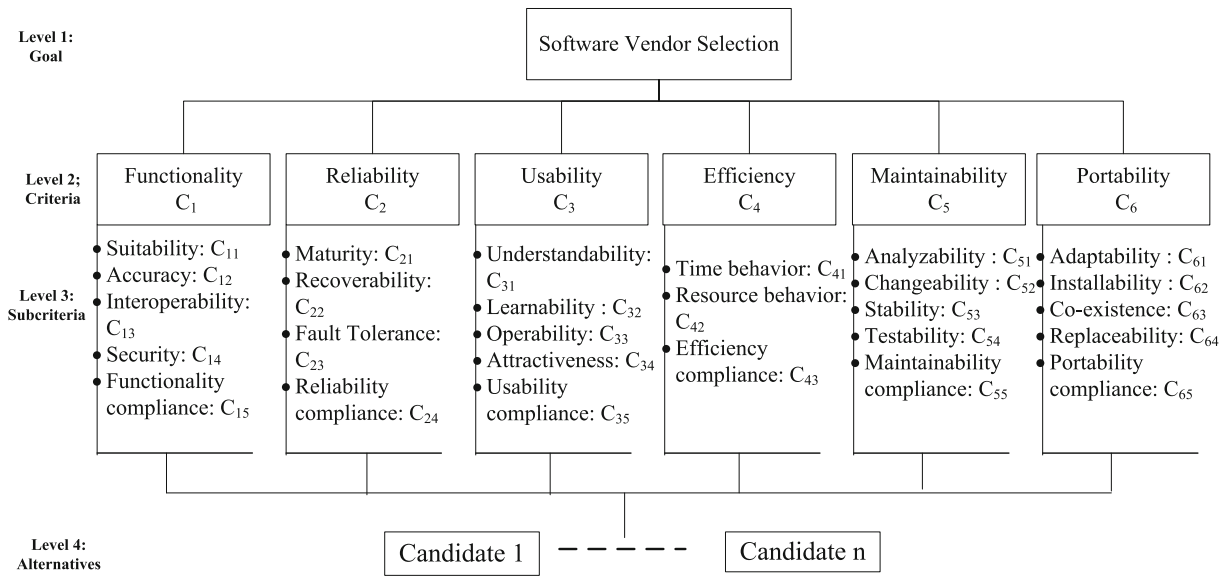 Level 1:
Goal
Software Vendor Selection
Level 2;
Criteria
Functionality
C₁
Reliability
C₂
Usability
C₃
Efficiency
C₄
Maintainability
C₅
Portability
C₆
Level 3:
Subcriteria
• Suitability: C₁₁
• Accuracy: C₁₂
• Interoperability:
C₁₃
• Security: C₁₄
• Functionality
compliance: C₁₅
• Maturity: C₂₁
• Recoverability:
C₂₂
• Fault Tolerance:
C₂₃
• Reliability
compliance: C₂₄
• Understandability:
C₃₁
• Learnability : C₃₂
• Operability: C₃₃
• Attractiveness: C₃₄
• Usability
compliance: C₃₅
• Time behavior: C₄₁
• Resource behavior:
C₄₂
• Efficiency
compliance: C₄₃
• Analyzability : C₅₁
• Changeability : C₅₂
• Stability: C₅₃
• Testability: C₅₄
• Maintainability
compliance: C₅₅
• Adaptability : C₆₁
• Installability : C₆₂
• Co-existence: C₆₃
• Replaceability: C₆₄
• Portability
compliance: C₆₅
Level 4:
Alternatives
Candidate 1
Candidate n